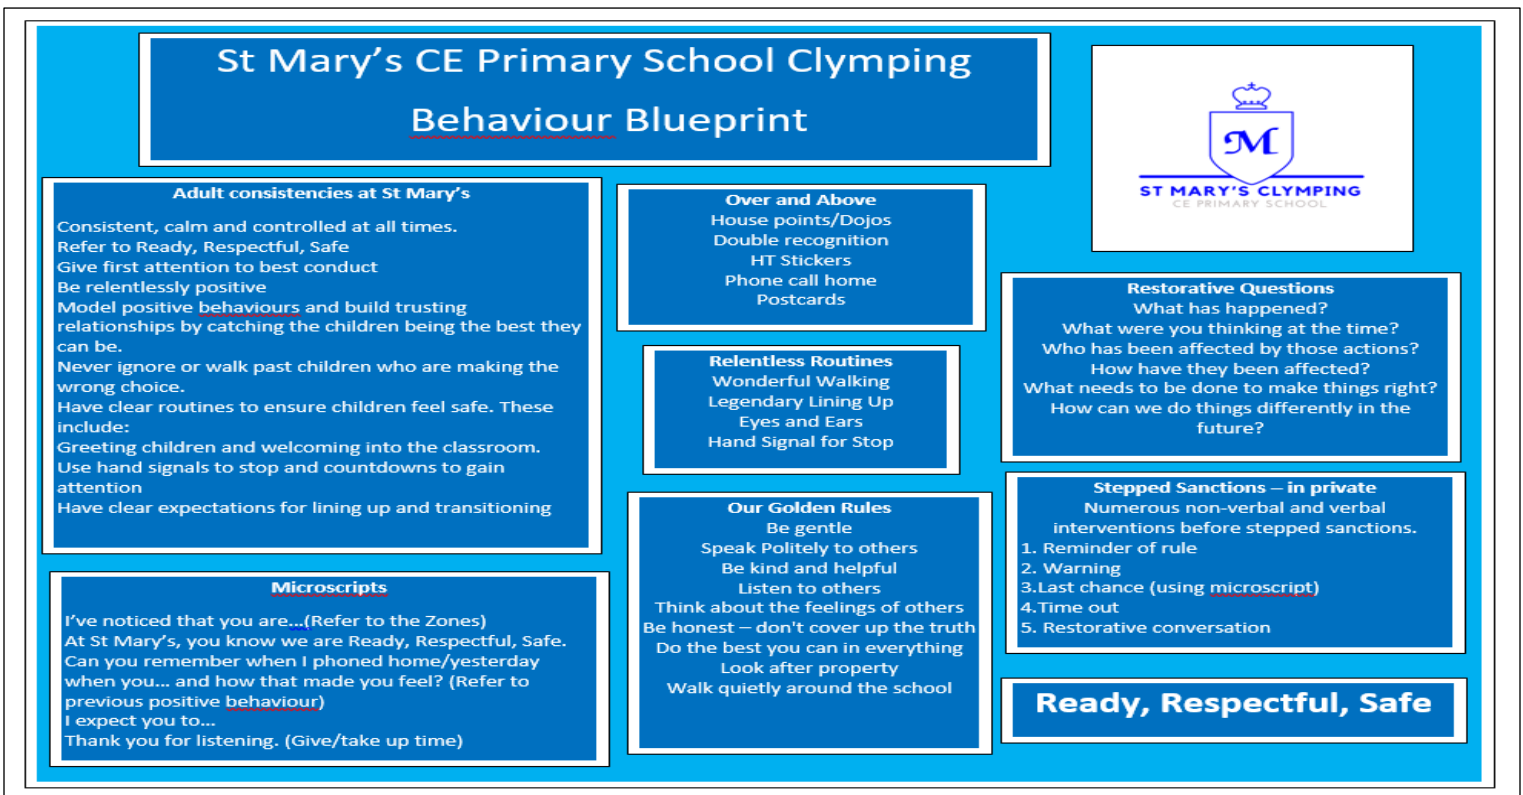 St Mary's CE Primary School Clymping
Behaviour Blueprint
M
ST MARY'S CLYMPING
CE PRIMARY SCHOOL
Adult consistencies at St Mary's
Consistent, calm and controlled at all times.
Refer to Ready, Respectful, Safe
Give first attention to best conduct
Be relentlessly positive
Model positive behaviours and build trusting
relationships by catching the children being the best they
can be.
Never ignore or walk past children who are making the
wrong choice.
Have clear routines to ensure children feel safe. These
include:
Greeting children and welcoming into the classroom.
Use hand signals to stop and countdowns to gain
attention
Have clear expectations for lining up and transitioning
Microscripts
I've noticed that you are...(Refer to the Zones)
At St Mary's, you know we are Ready, Respectful, Safe.
Can you remember when I phoned home/yesterday
when you... and how that made you feel? (Refer to
previous positive behaviour)
I expect you to...
Thank you for listening. (Give/take up time)
Over and Above
House points/Dojos
Double recognition
HT Stickers
Phone call home
Postcards
Relentless Routines
Wonderful Walking
Legendary Lining Up
Eyes and Ears
Hand Signal for Stop
Our Golden Rules
Be gentle
Speak Politely to others
Be kind and helpful
Listen to others
Think about the feelings of others
Be honest – don't cover up the truth
Do the best you can in everything
Look after property
Walk quietly around the school
Restorative Questions
What has happened?
What were you thinking at the time?
Who has been affected by those actions?
How have they been affected?
What needs to be done to make things right?
How can we do things differently in the
future?
Stepped Sanctions – in private
Numerous non-verbal and verbal
interventions before stepped sanctions.
1. Reminder of rule
2. Warning
3.Last chance (using microscript)
4.Time out
5. Restorative conversation
Ready, Respectful, Safe